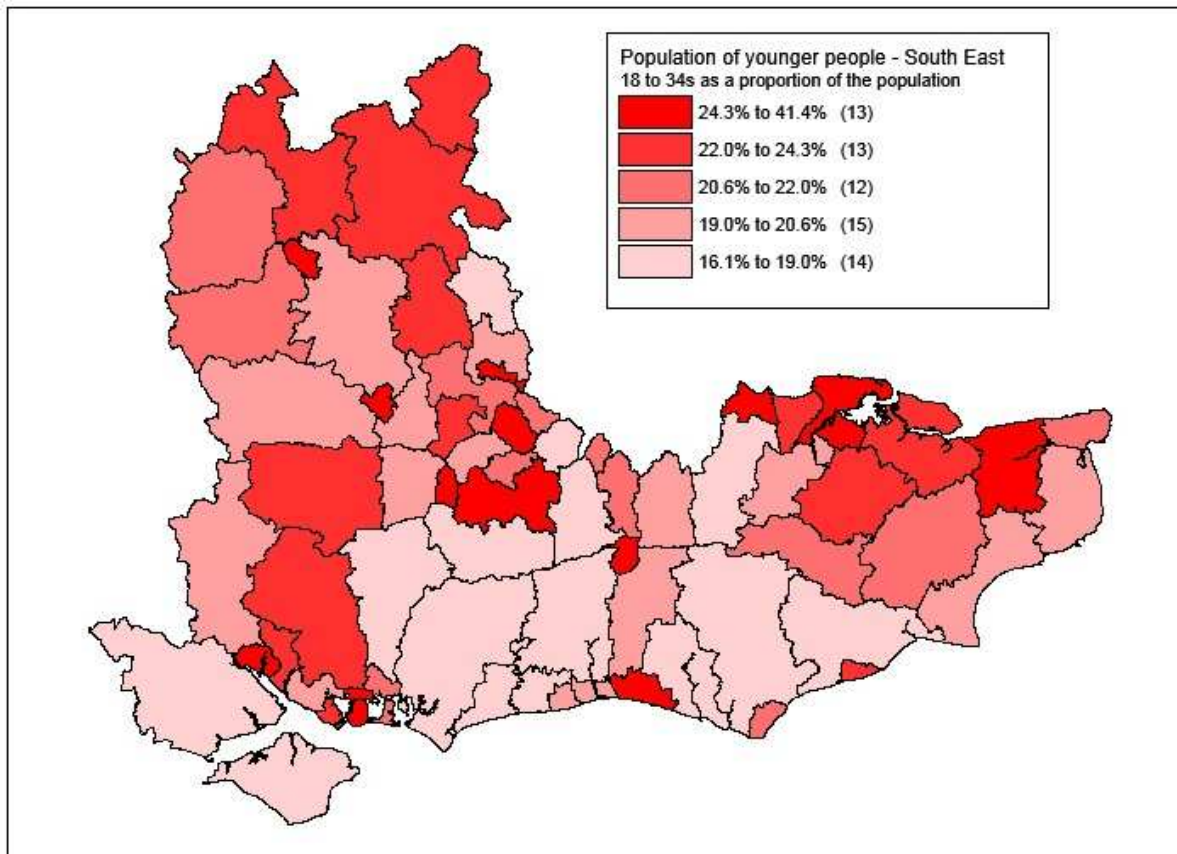 Population of younger people - South East
18 to 34s as a proportion of the population
24.3% to 41.4% (13)
22.0% to 24.3% (13)
20.6% to 22.0% (12)
19.0% to 20.6% (15)
16.1% to 19.0% (14)